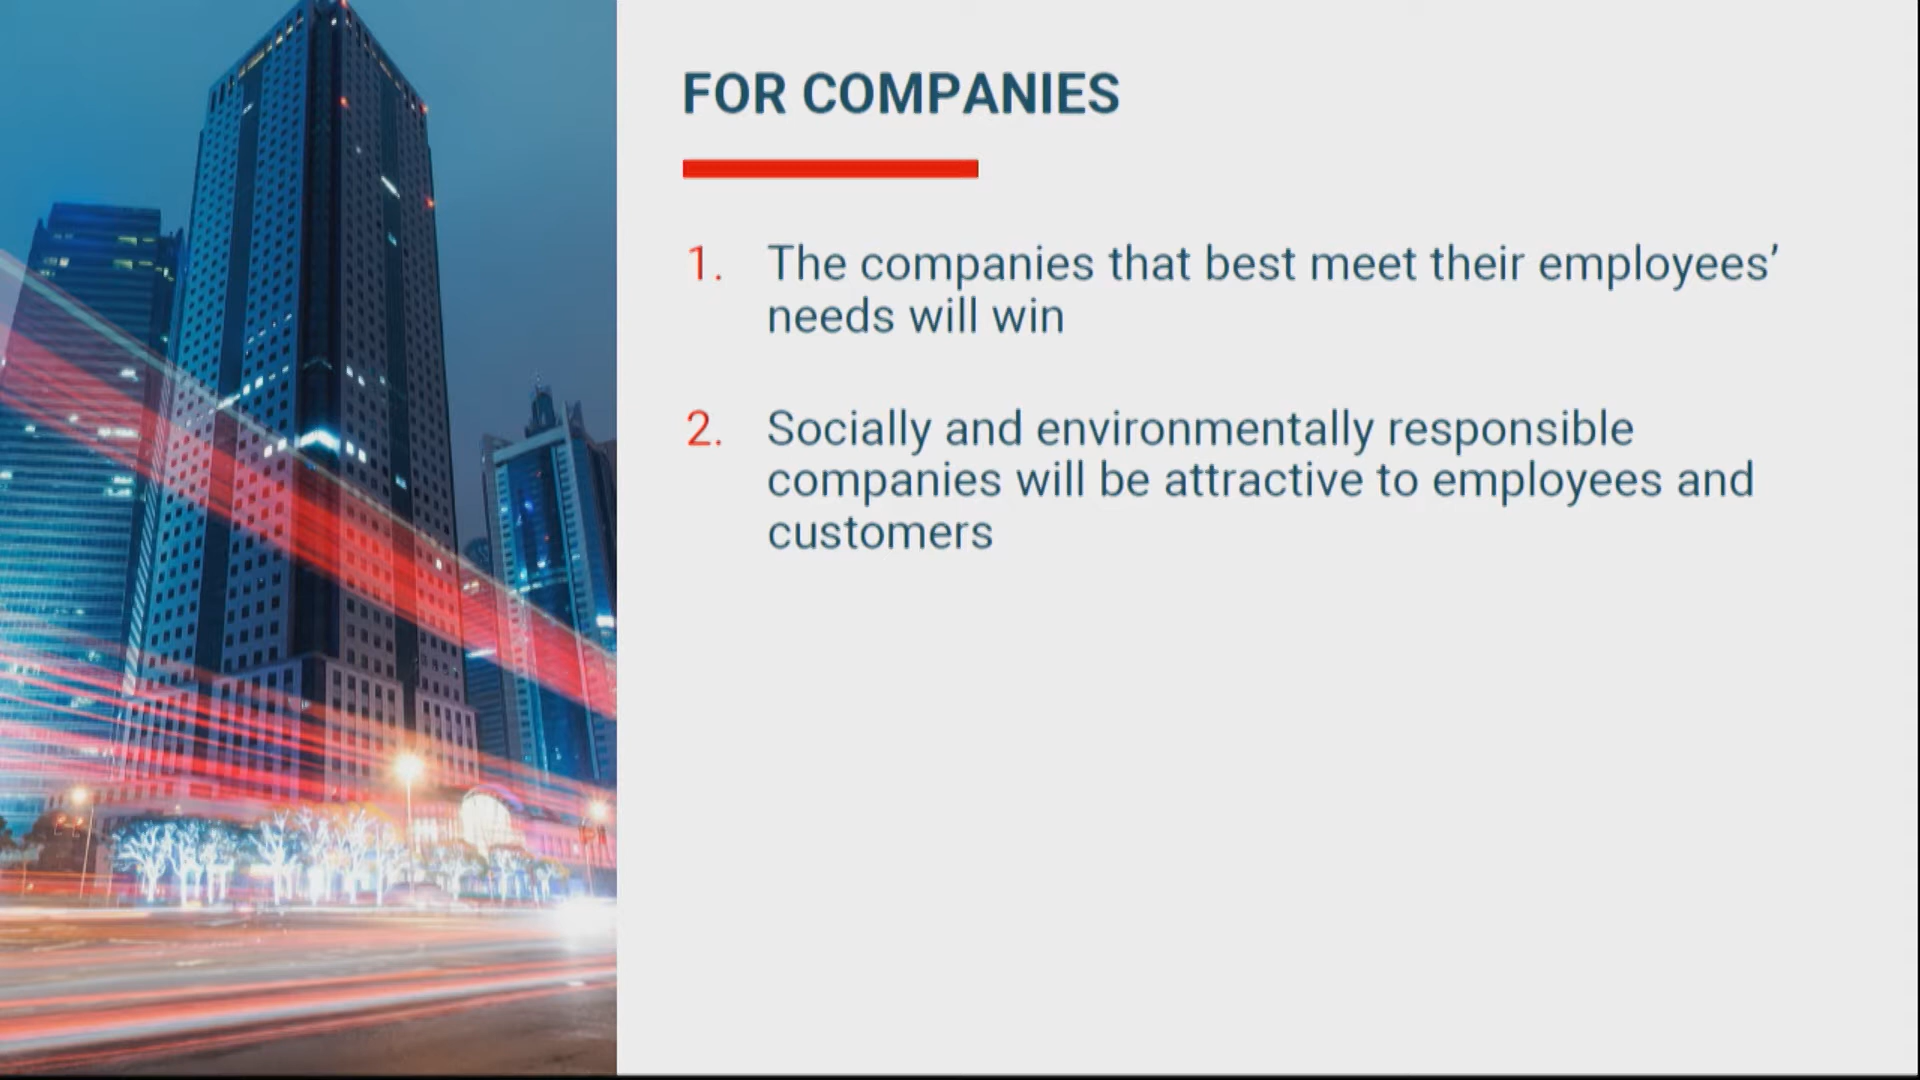 FOR COMPANIES
1. The companies that best meet their employees’
needs will win
2. Socially and environmentally responsible
companies will be attractive to employees and
customers